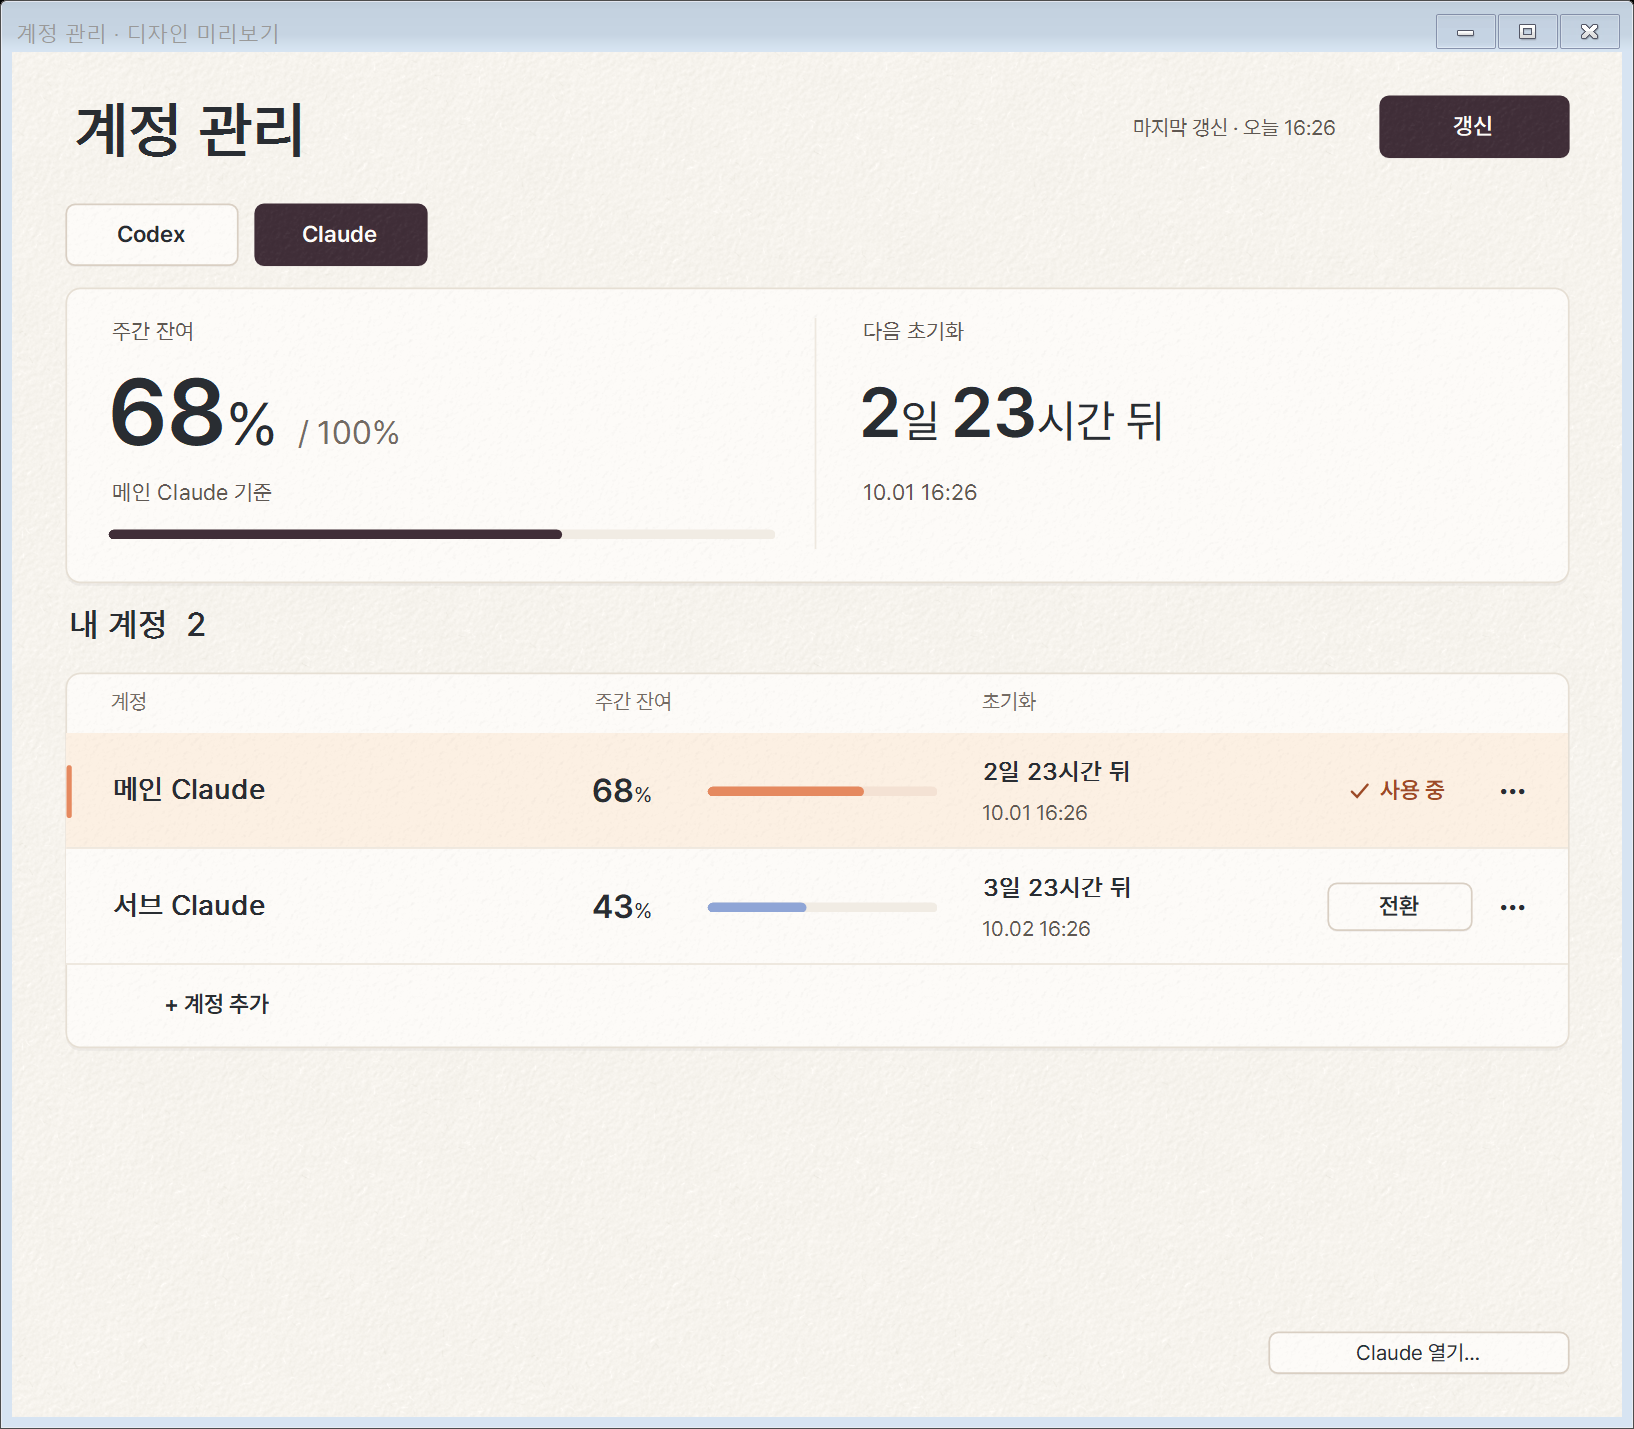 계정 관리 · 디자인 미리보기
계정 관리
마지막 갱신 · 오늘 16:26
갱신
Codex
Claude
주간 잔여
68% / 100%
메인 Claude 기준
다음 초기화
2일 23시간 뒤
10.01 16:26
내 계정 2
계정 주간 잔여 초기화
메인 Claude
68%
2일 23시간 뒤
10.01 16:26
✓ 사용 중
•••
서브 Claude
43%
3일 23시간 뒤
10.02 16:26
전환
•••
+ 계정 추가
Claude 열기...